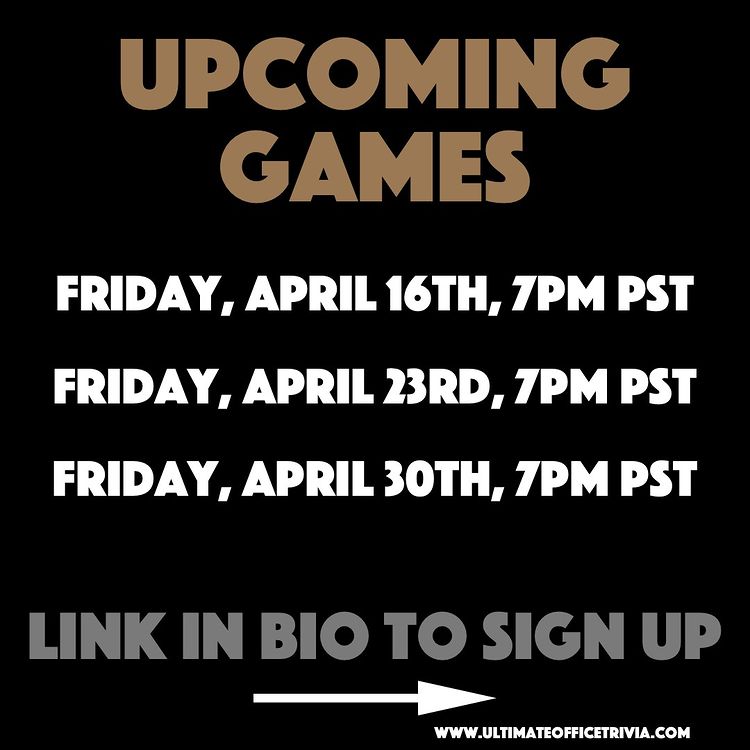 UPCOMING
GAMES
FRIDAY, APRIL 16TH, 7PM PST
FRIDAY, APRIL 23RD, 7PM PST
FRIDAY, APRIL 30TH, 7PM PST
LINK IN BIO TO SIGN UP
WWW.ULTIMATEOFFICETRIVIA.COM